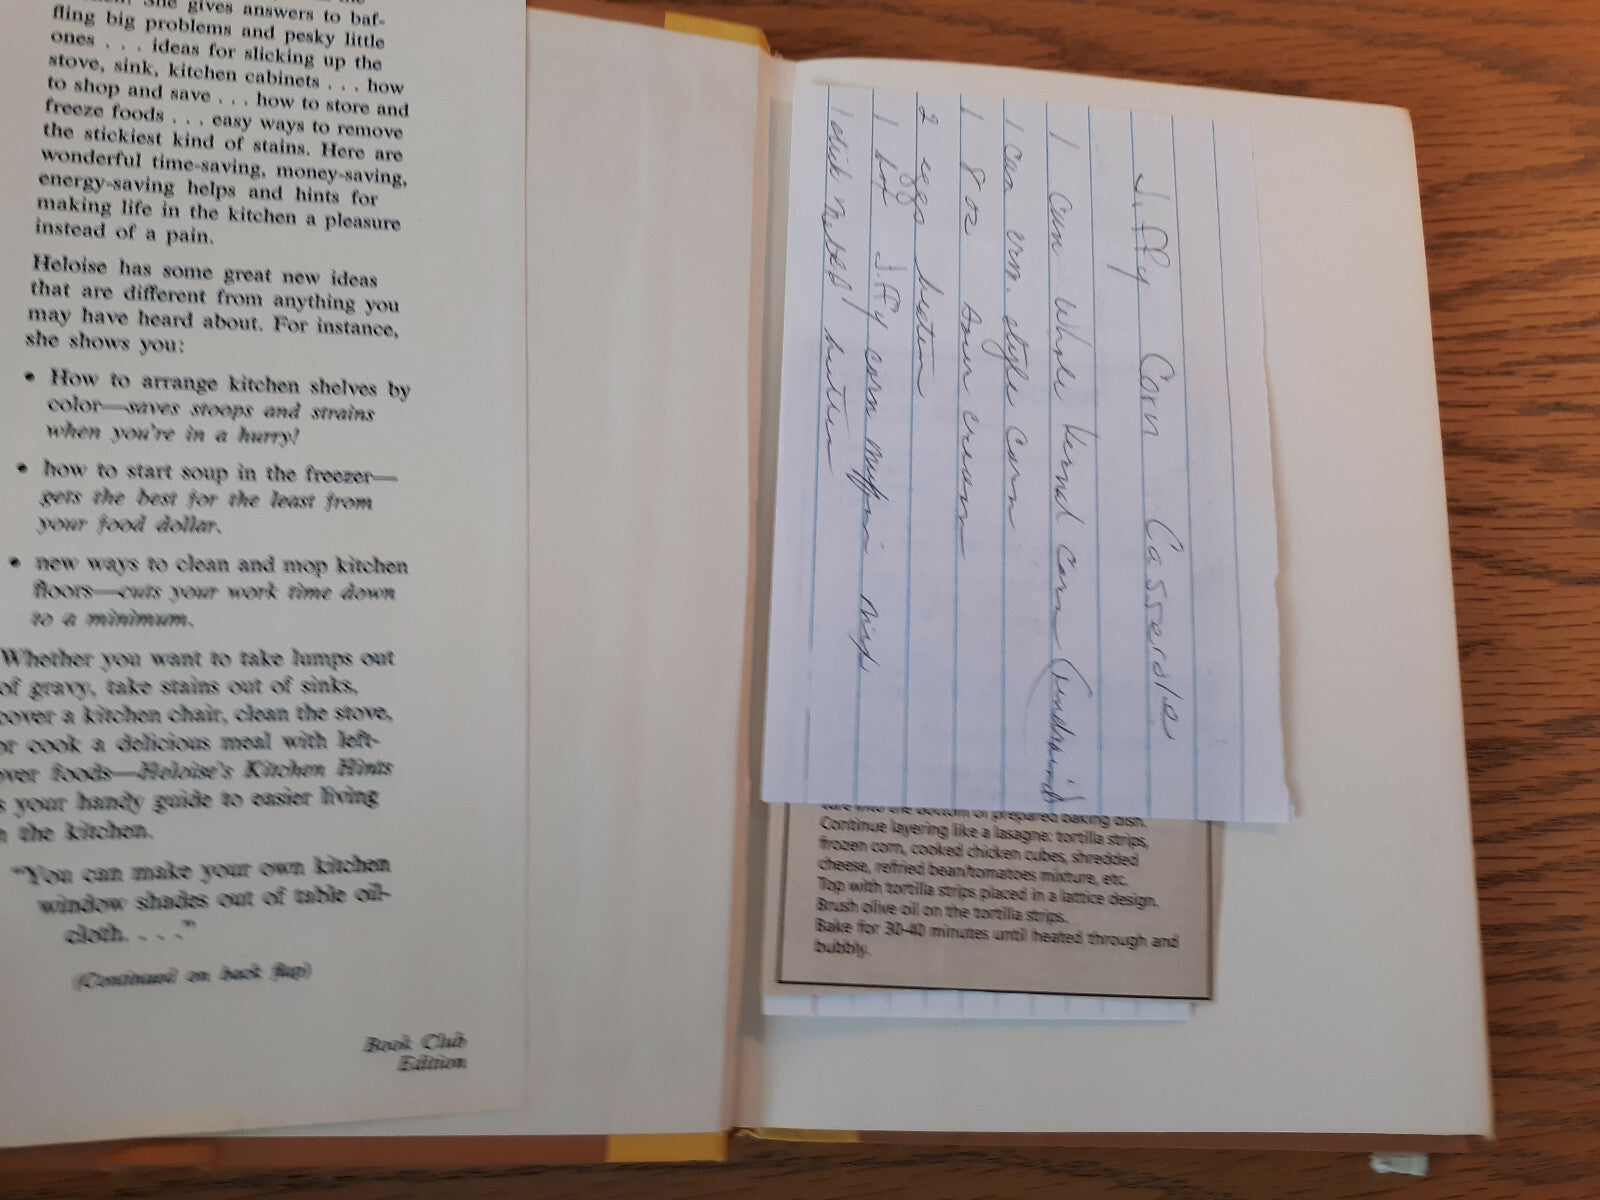 She gives answers to baf-
fling big problems and pesky little
ones . . . ideas for slicking up the
stove, sink, kitchen cabinets . . . how
to shop and save . . . how to store and
freeze foods . . . easy ways to remove
the stickiest kind of stains. Here are
wonderful time-saving, money-saving,
energy-saving helps and hints for
making life in the kitchen a pleasure
instead of a pain.
Heloise has some great new ideas
that are different from anything you
may have heard about. For instance,
she shows you:
• How to arrange kitchen shelves by
color—saves stoops and strains
when you're in a hurry!
• how to start soup in the freezer—
gets the best for the least from
your food dollar.
• new ways to clean and mop kitchen
floors—cuts your work time down
to a minimum.
Whether you want to take lumps out
of gravy, take stains out of sinks,
cover a kitchen chair, clean the stove,
or cook a delicious meal with left-
over foods—Heloise's Kitchen Hints
your handy guide to easier living
the kitchen.
"You can make your own kitchen
window shades out of table oil-
cloth. . . ."
(Continued on back flap)
Book Club
Edition
Jiffy Corn Casserole
1 can whole kernel corn (undrained)
1 can crm. style corn
1 8 oz sour cream
2 eggs beaten
1 box Jiffy corn muffin mix
1 stick melted butter
ture into the bottom of prepared baking dish.
Continue layering like a lasagne: tortilla strips,
frozen corn, cooked chicken cubes, shredded
cheese, refried bean/tomatoes mixture, etc.
Top with tortilla strips placed in a lattice design.
Brush olive oil on the tortilla strips.
Bake for 30-40 minutes until heated through and
bubbly.